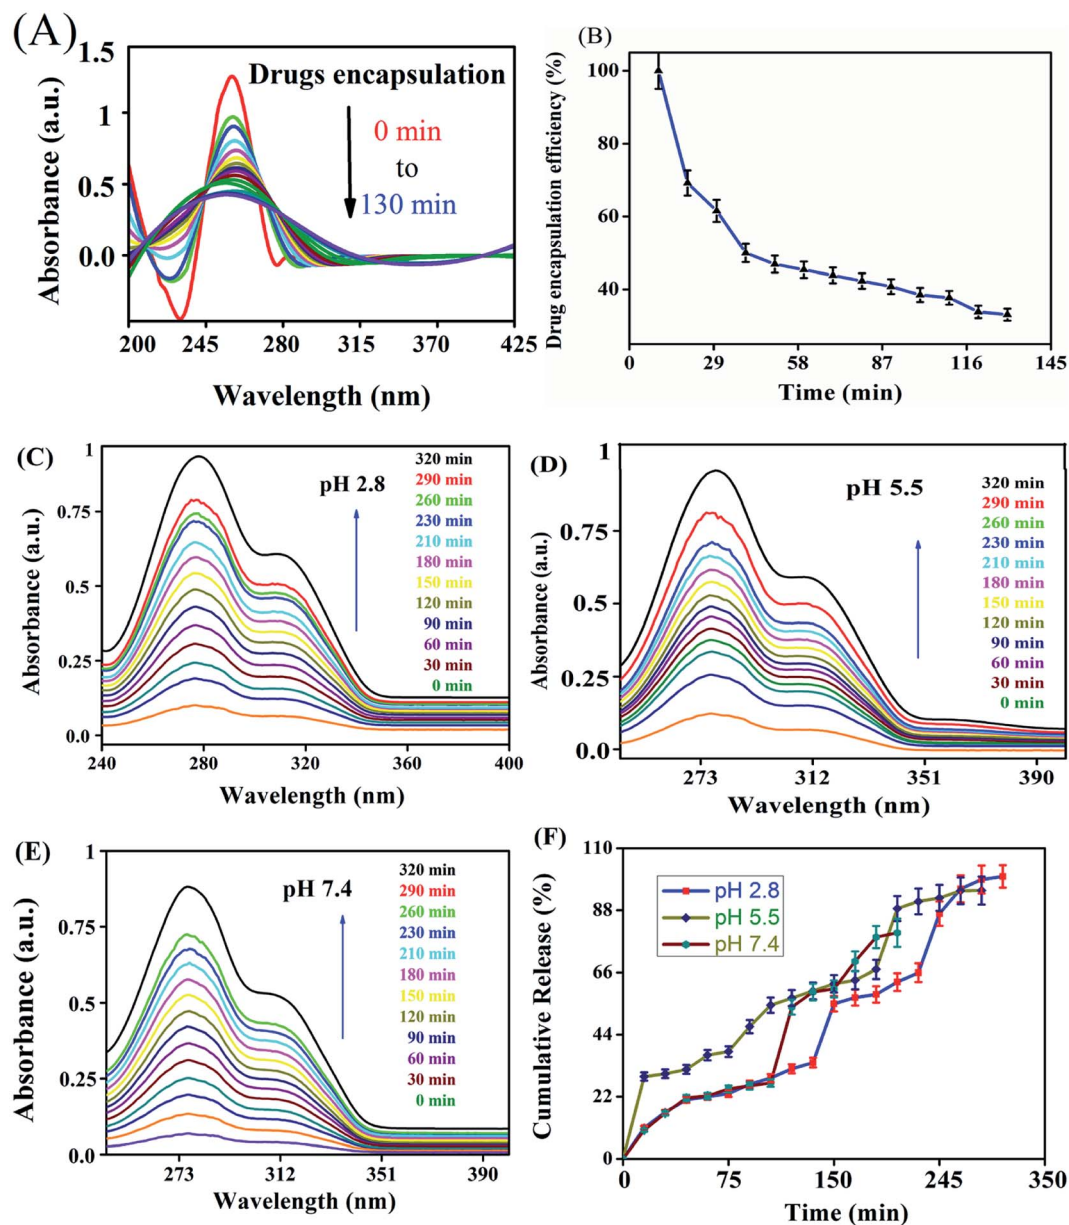 (A)
1.5
1
0.5
0.0
Absorbance (a.u.)
Drugs encapsulation
0 min
to
130 min
200 245 280 315 370 425
Wavelength (nm)
(B)
100
80
60
40
Drug encapsulation efficiency (%)
0 29 58 87 116 145
Time (min)
(C)
1
0.75
0.5
0.25
0.0
Absorbance (a.u.)
pH 2.8
320 min
290 min
260 min
230 min
210 min
180 min
150 min
120 min
90 min
60 min
30 min
0 min
240 280 320 360 400
Wavelength (nm)
(D)
1
0.75
0.5
0.25
0.0
Absorbance (a.u.)
pH 5.5
320 min
290 min
260 min
230 min
210 min
180 min
150 min
120 min
90 min
60 min
30 min
0 min
273 312 351 390
Wavelength (nm)
(E)
1
0.75
0.5
0.25
0.0
Absorbance (a.u.)
pH 7.4
320 min
290 min
260 min
230 min
210 min
180 min
150 min
120 min
90 min
60 min
30 min
0 min
273 312 351 390
Wavelength (nm)
(F)
110
88
66
44
22
0
Cumulative Release (%)
pH 2.8
pH 5.5
pH 7.4
0 75 150 245 350
Time (min)